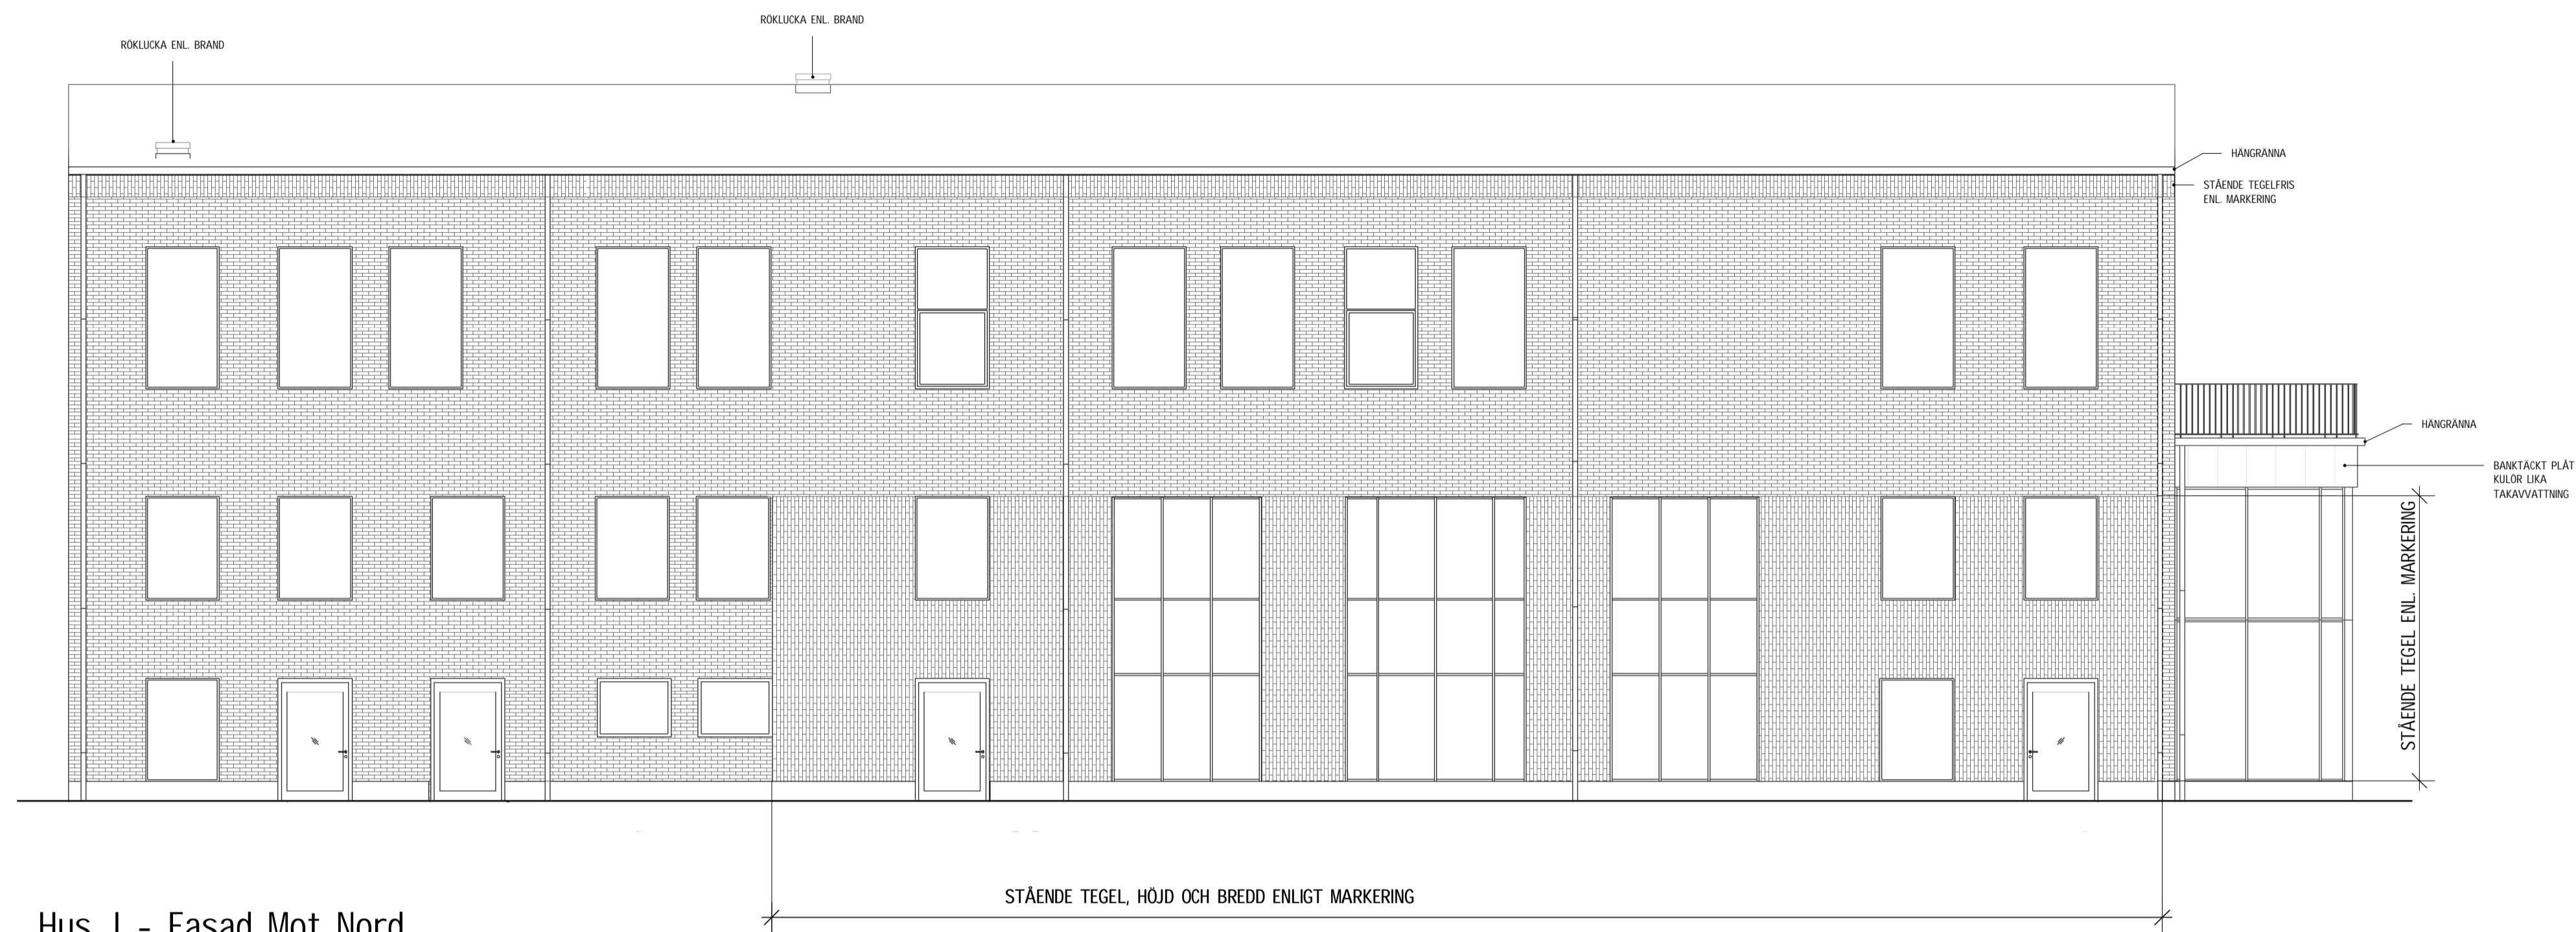 RÖKLUCKA ENL. BRAND
RÖKLUCKA ENL. BRAND
HÄNGRÄNNA
STÅENDE TEGELFRIS
ENL. MARKERING
HÄNGRÄNNA
BANKTÄCKT PLÅT
KULÖR LIKA
TAKAVVATTNING
STÅENDE TEGEL ENL. MARKERING
STÅENDE TEGEL, HÖJD OCH BREDD ENLIGT MARKERING
- Fasad Mot Nord